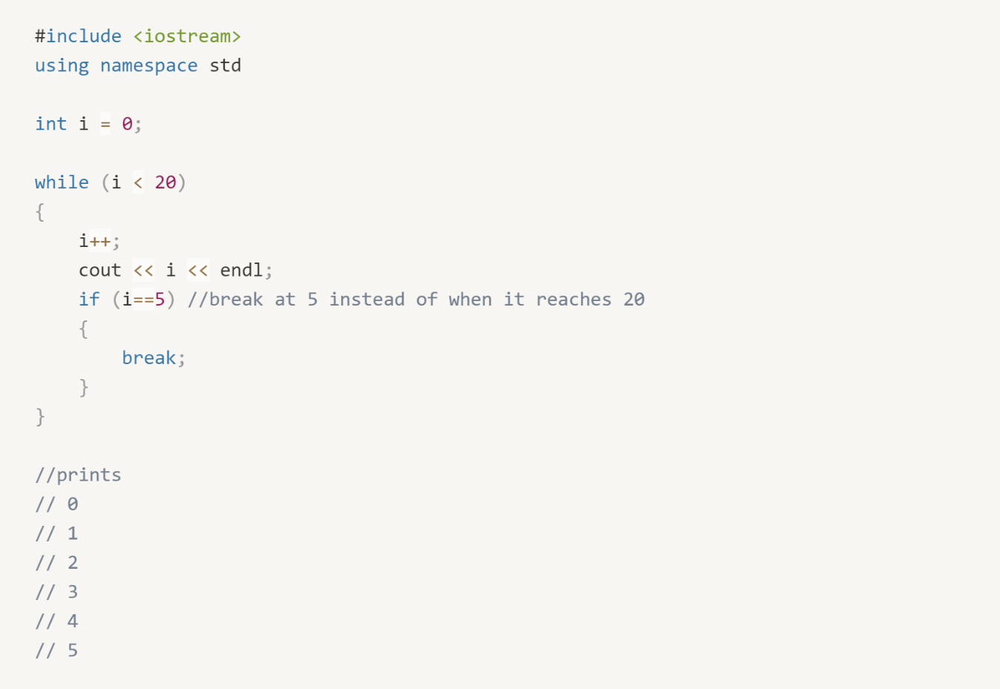 #include <iostream>
using namespace std

int i = 0;

while (i < 20)
{
    i++;
    cout << i << endl;
    if (i==5) //break at 5 instead of when it reaches 20
    {
        break;
    }
}

//prints
// 0
// 1
// 2
// 3
// 4
// 5